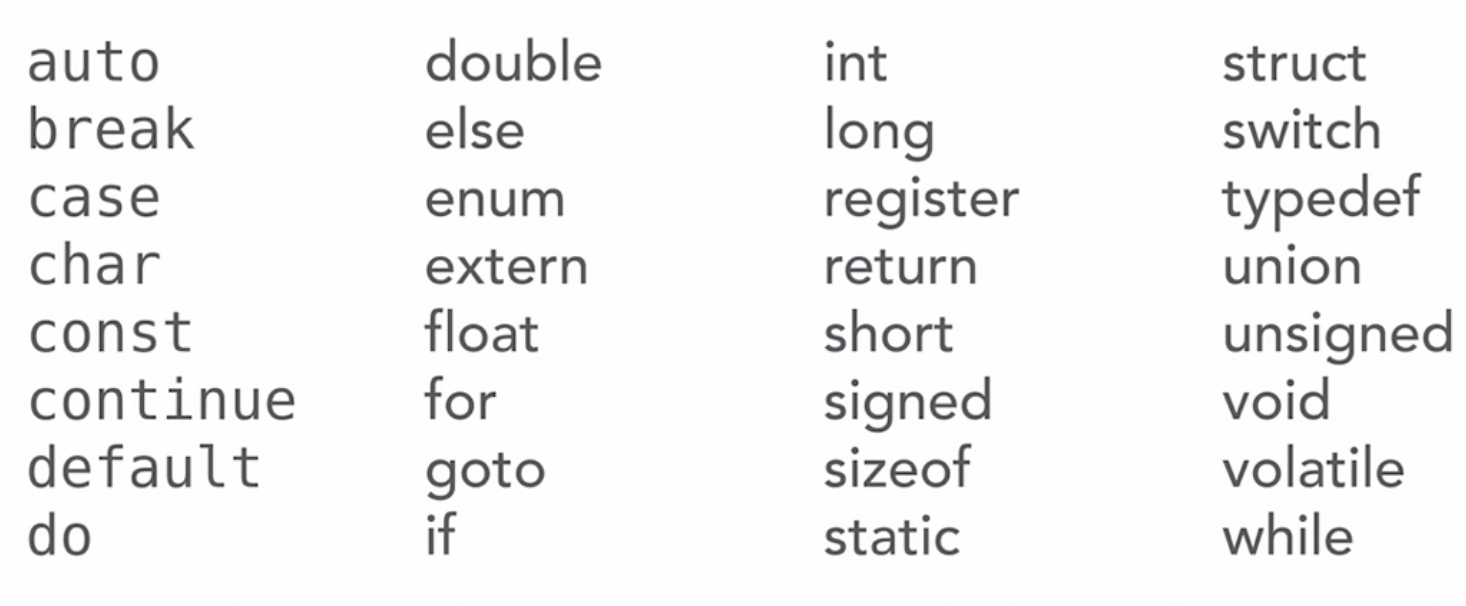 auto double int struct
break else long switch
case enum register typedef
char extern return union
const float short unsigned
continue for signed void
default goto sizeof volatile
do if static while